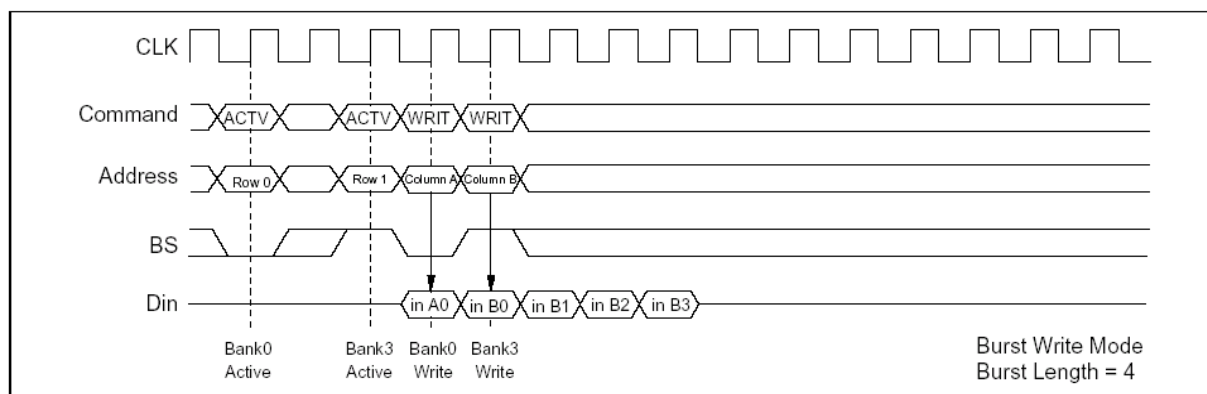 CLK
Command ACTV ACTV WRIT WRIT
Address Row 0 Row 1 Column A Column B
BS
Din in A0 in B0 in B1 in B2 in B3
Bank0 Bank3 Bank0 Bank3
Active Active Write Write
Burst Write Mode
Burst Length = 4